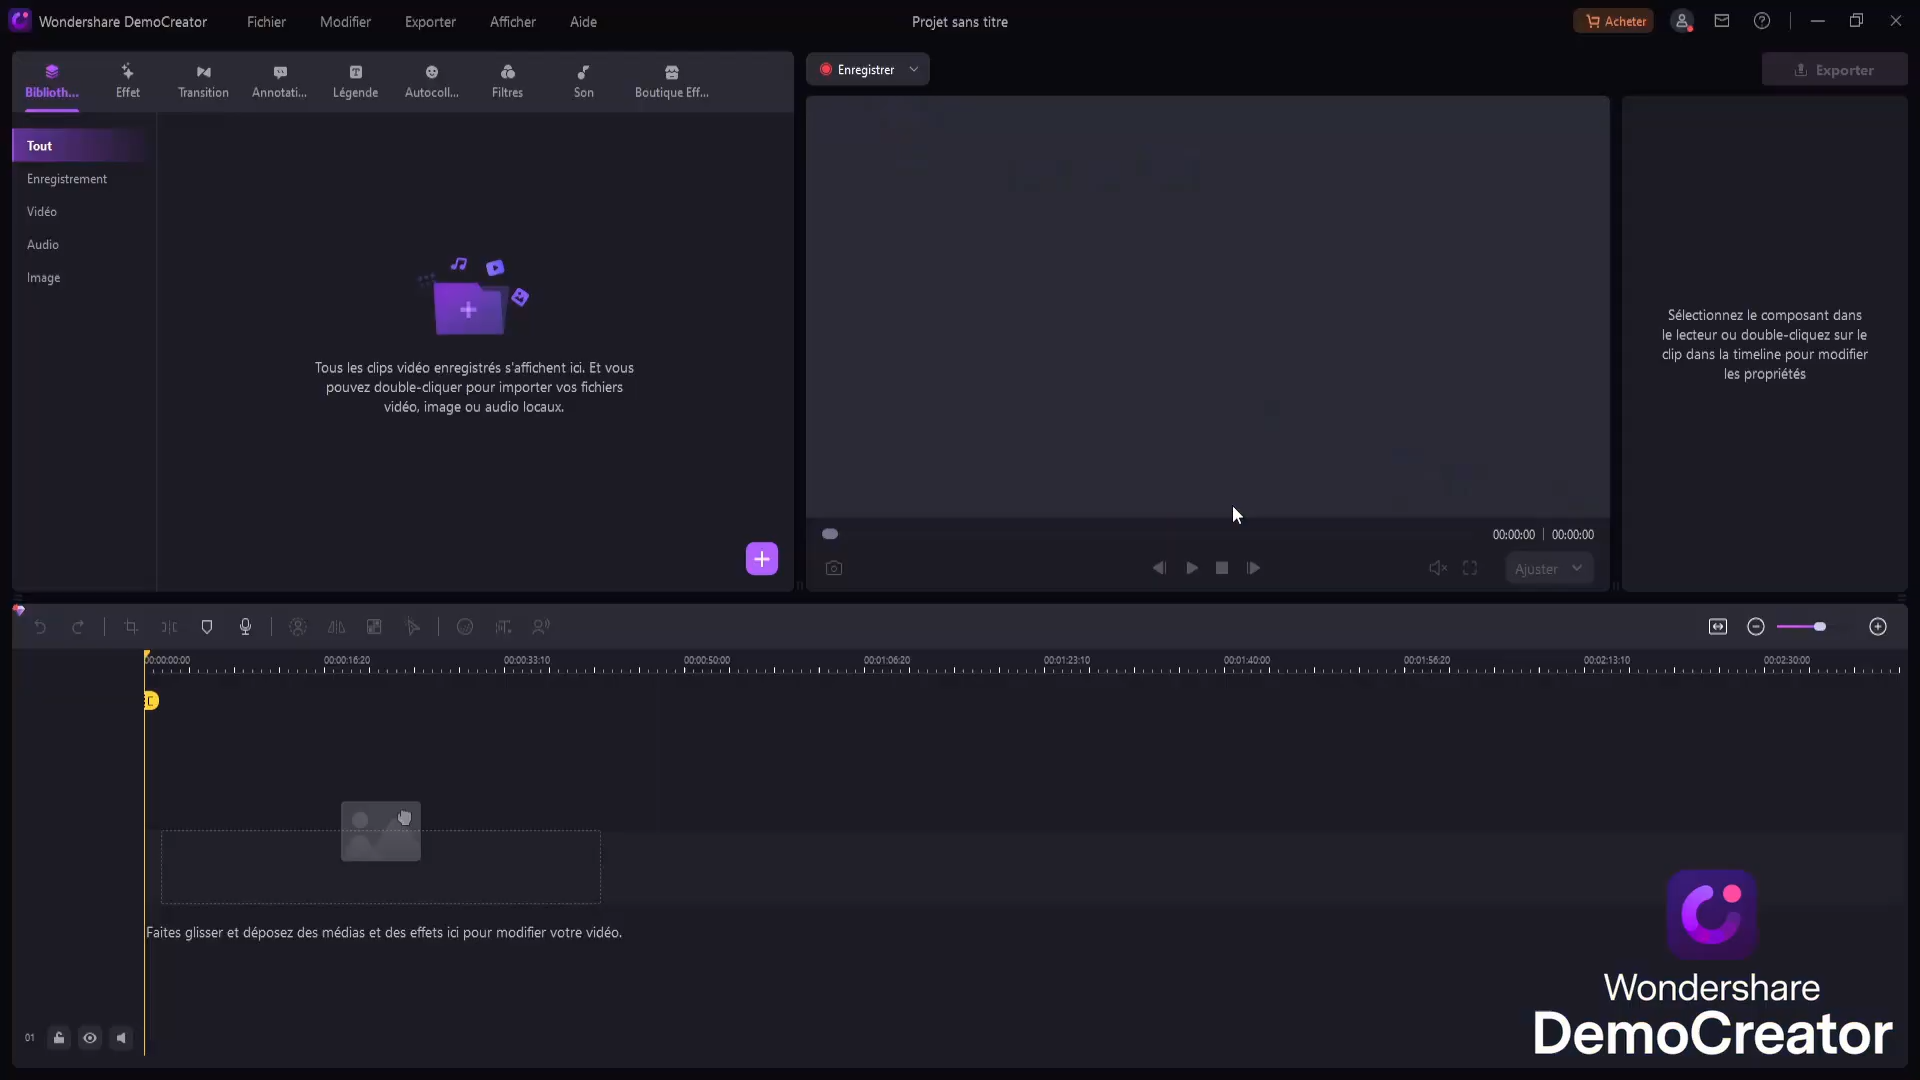 Wondershare DemoCreator
Fichier
Modifier
Exporter
Afficher
Aide
Projet sans titre
Acheter
Biblioth...
Effet
Transition
Annotati...
Légende
Autocoll...
Filtres
Son
Boutique Eff...
Enregistrer
Exporter
Tout
Enregistrement
Vidéo
Audio
Image
Tous les clips vidéo enregistrés s'affichent ici. Et vous
pouvez double-cliquer pour importer vos fichiers
vidéo, image ou audio locaux.
Sélectionnez le composant dans
le lecteur ou double-cliquez sur le
clip dans la timeline pour modifier
les propriétés
00:00:00 | 00:00:00
Ajuster
00:00:00:00
00:00:16:20
00:00:33:10
00:00:50:00
00:01:06:20
00:01:23:10
00:01:40:00
00:01:56:20
00:02:13:10
00:02:30:00
Faites glisser et déposez des médias et des effets ici pour modifier votre vidéo.
01
Wondershare
DemoCreator